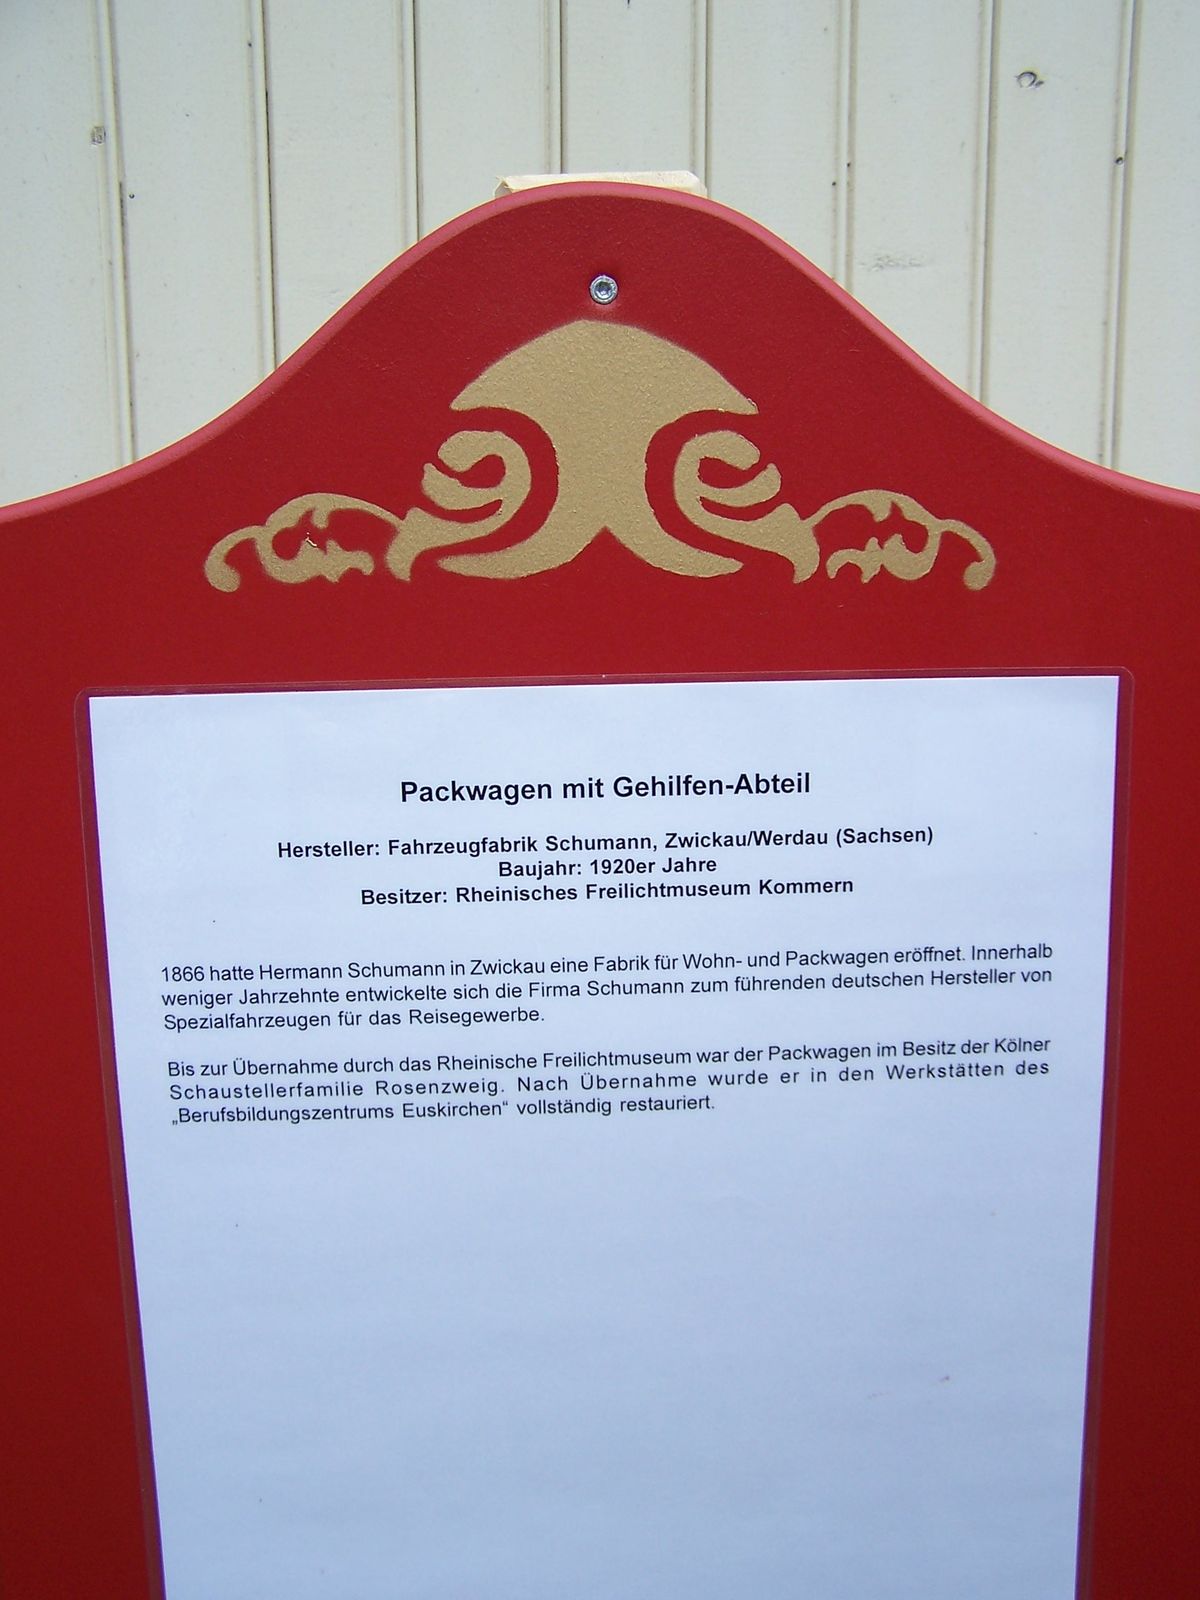 Packwagen mit Gehilfen-Abteil
Hersteller: Fahrzeugfabrik Schumann, Zwickau/Werdau (Sachsen)
Baujahr: 1920er Jahre
Besitzer: Rheinisches Freilichtmuseum Kommern
1866 hatte Hermann Schumann in Zwickau eine Fabrik für Wohn- und Packwagen eröffnet. Innerhalb
weniger Jahrzehnte entwickelte sich die Firma Schumann zum führenden deutschen Hersteller von
Spezialfahrzeugen für das Reisegewerbe.
Bis zur Übernahme durch das Rheinische Freilichtmuseum war der Packwagen im Besitz der Kölner
Schaustellerfamilie Rosenzweig. Nach Übernahme wurde er in den Werkstätten des
„Berufsbildungszentrums Euskirchen“ vollständig restauriert.